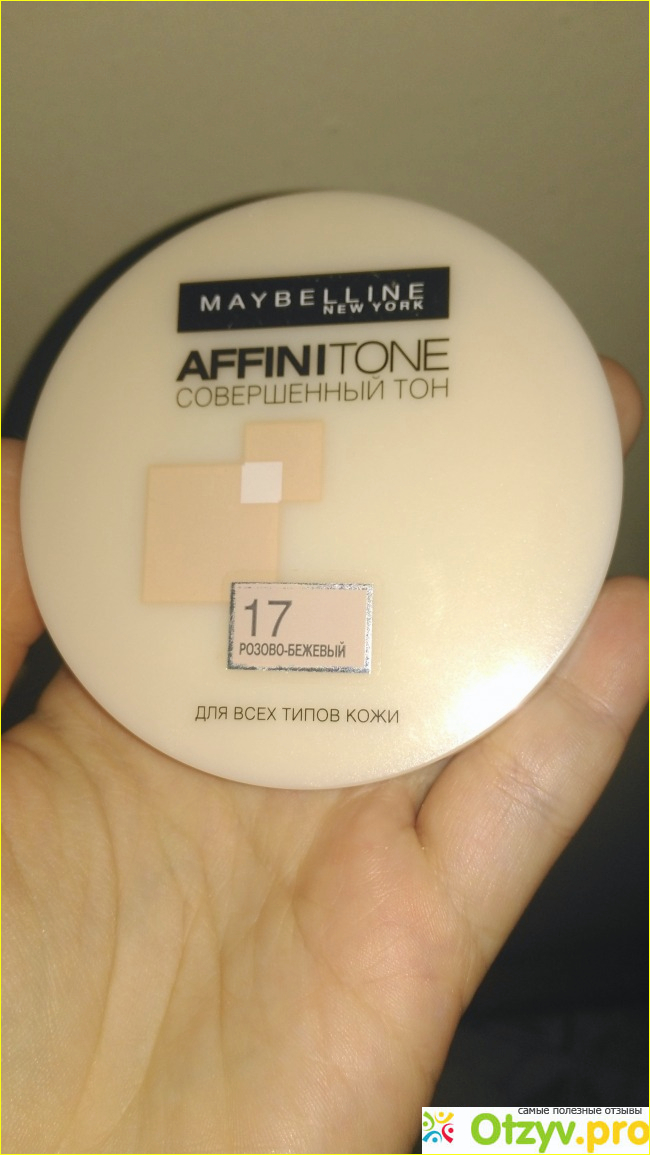 MAYBELLINE
NEW YORK
AFFINITONE
СОВЕРШЕННЫЙ ТОН
17
РОЗОВО-БЕЖЕВЫЙ
ДЛЯ ВСЕХ ТИПОВ КОЖИ
самые полезные отзывы
Otzyv.pro